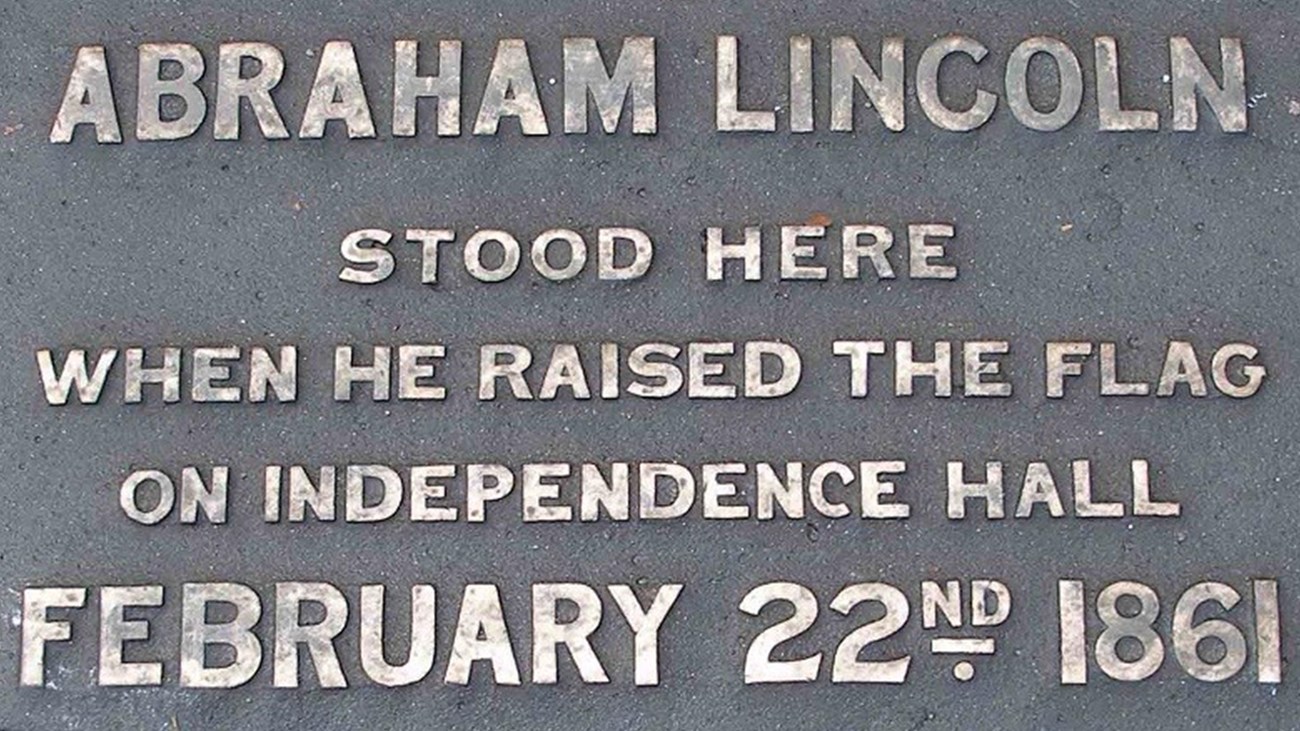 ABRAHAM LINCOLN
STOOD HERE
WHEN HE RAISED THE FLAG
ON INDEPENDENCE HALL
FEBRUARY 22ND 1861